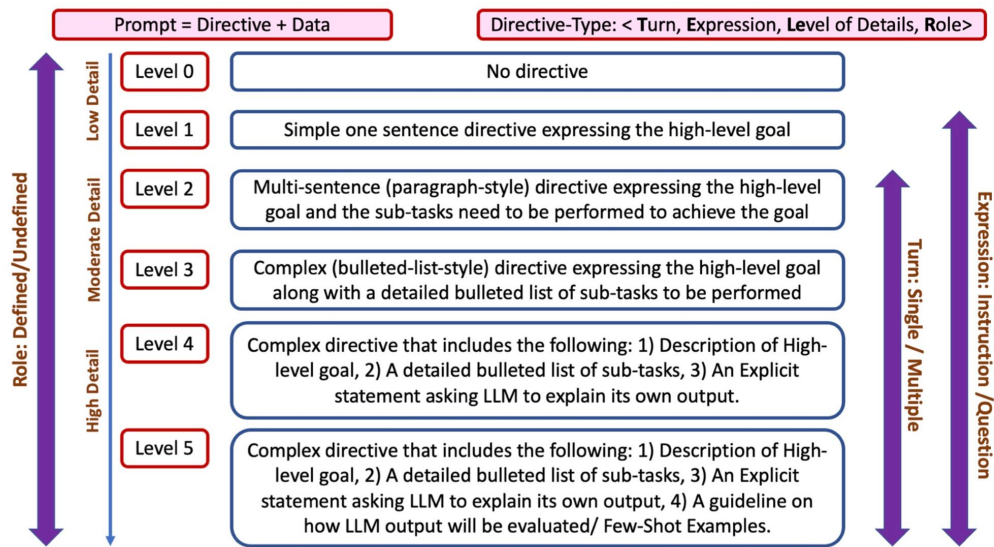 Prompt = Directive + Data
Directive-Type: < Turn, Expression, Level of Details, Role>
Role: Defined/Undefined
Low Detail
Moderate Detail
High Detail
Level 0
No directive
Level 1
Simple one sentence directive expressing the high-level goal
Level 2
Multi-sentence (paragraph-style) directive expressing the high-level
goal and the sub-tasks need to be performed to achieve the goal
Level 3
Complex (bulleted-list-style) directive expressing the high-level goal
along with a detailed bulleted list of sub-tasks to be performed
Level 4
Complex directive that includes the following: 1) Description of High-
level goal, 2) A detailed bulleted list of sub-tasks, 3) An Explicit
statement asking LLM to explain its own output.
Level 5
Complex directive that includes the following: 1) Description of High-
level goal, 2) A detailed bulleted list of sub-tasks, 3) An Explicit
statement asking LLM to explain its own output, 4) A guideline on
how LLM output will be evaluated/ Few-Shot Examples.
Turn: Single / Multiple
Expression: Instruction /Question